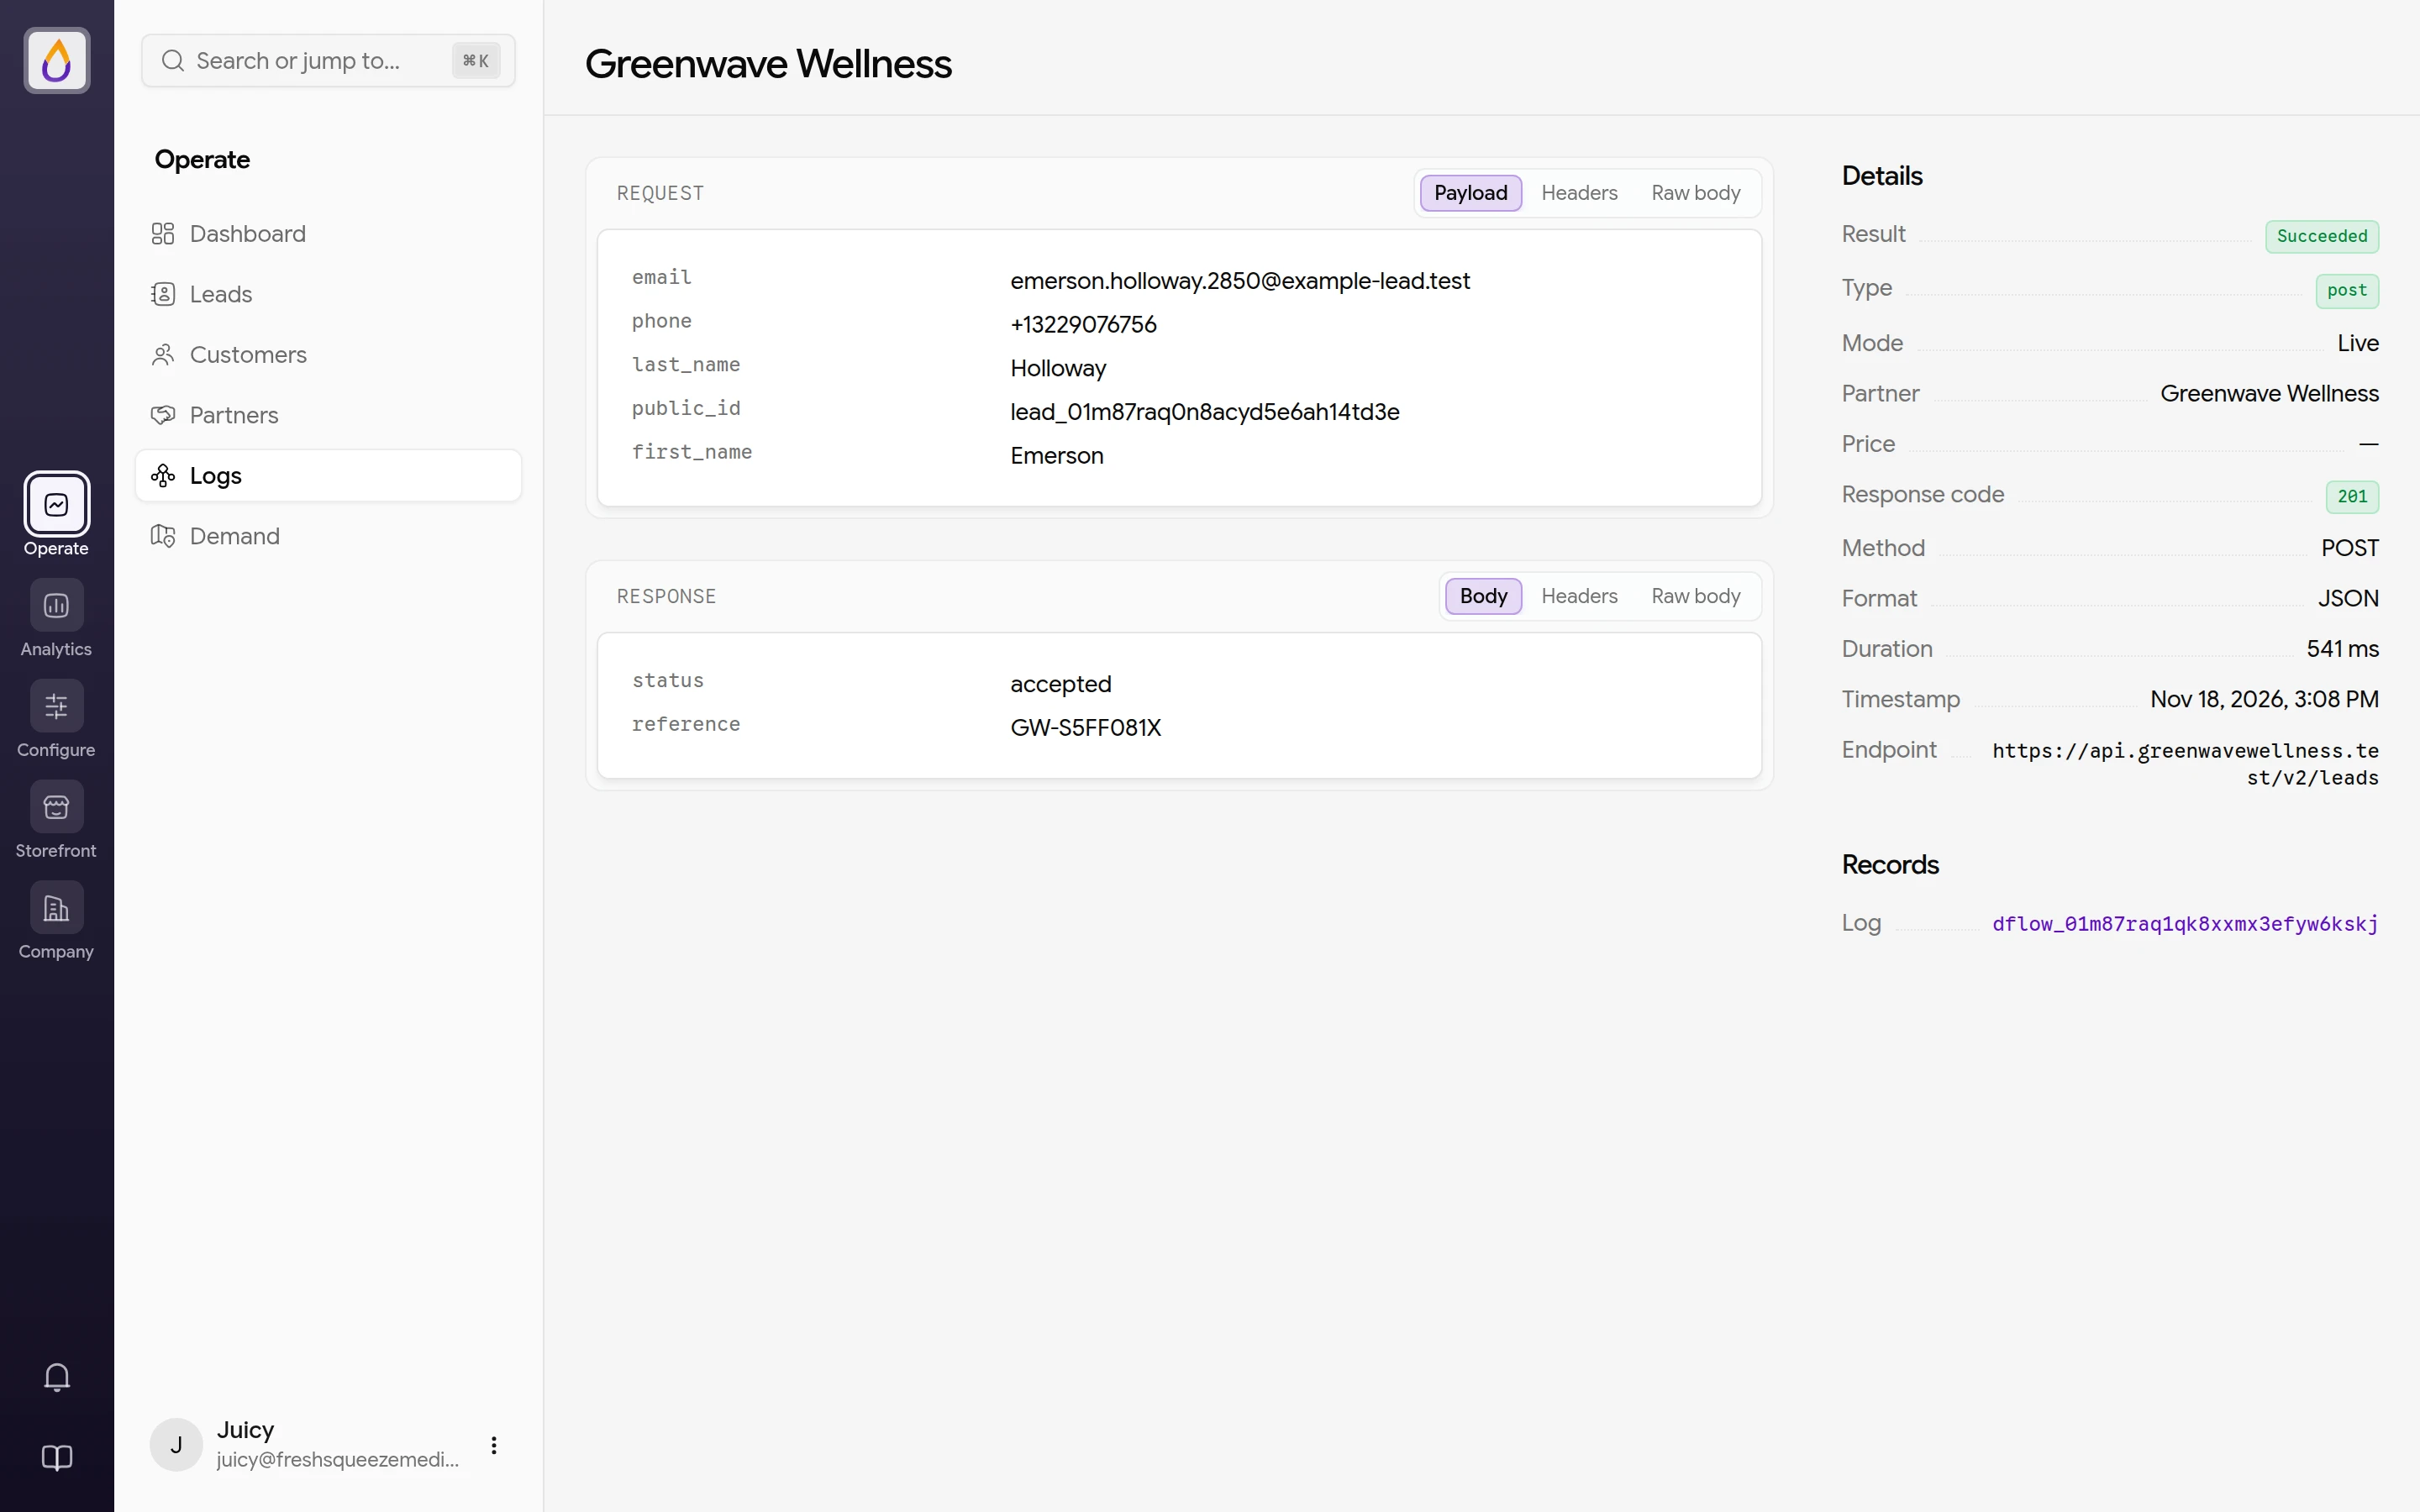 Operate
Analytics
Configure
Storefront
Company
Search or jump to...
⌘K
Operate
Dashboard
Leads
Customers
Partners
Logs
Demand
J
Juicy
juicy@freshsqueezemedi...
Greenwave Wellness
REQUEST
Payload Headers Raw body
email emerson.holloway.2850@example-lead.test
phone +13229076756
last_name Holloway
public_id lead_01m87raq0n8acyd5e6ah14td3e
first_name Emerson
RESPONSE
Body Headers Raw body
status accepted
reference GW-S5FF081X
Details
Result Succeeded
Type post
Mode Live
Partner Greenwave Wellness
Price —
Response code 201
Method POST
Format JSON
Duration 541 ms
Timestamp Nov 18, 2026, 3:08 PM
Endpoint https://api.greenwavewellness.te
st/v2/leads
Records
Log dflow_01m87raq1qk8xxmx3efyw6kskj